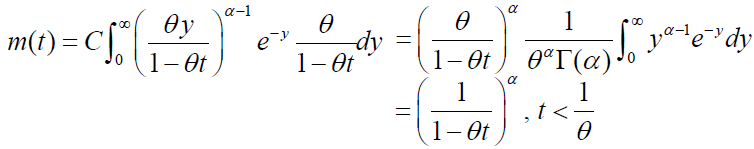 m(t) = C∫₀^∞ (θy / (1−θt))^(α−1) e^(−y) θ/(1−θt) dy = (θ / (1−θt))^α 1/(θ^α Γ(α)) ∫₀^∞ y^(α−1) e^(−y) dy
= (1 / (1−θt))^α , t < 1/θ